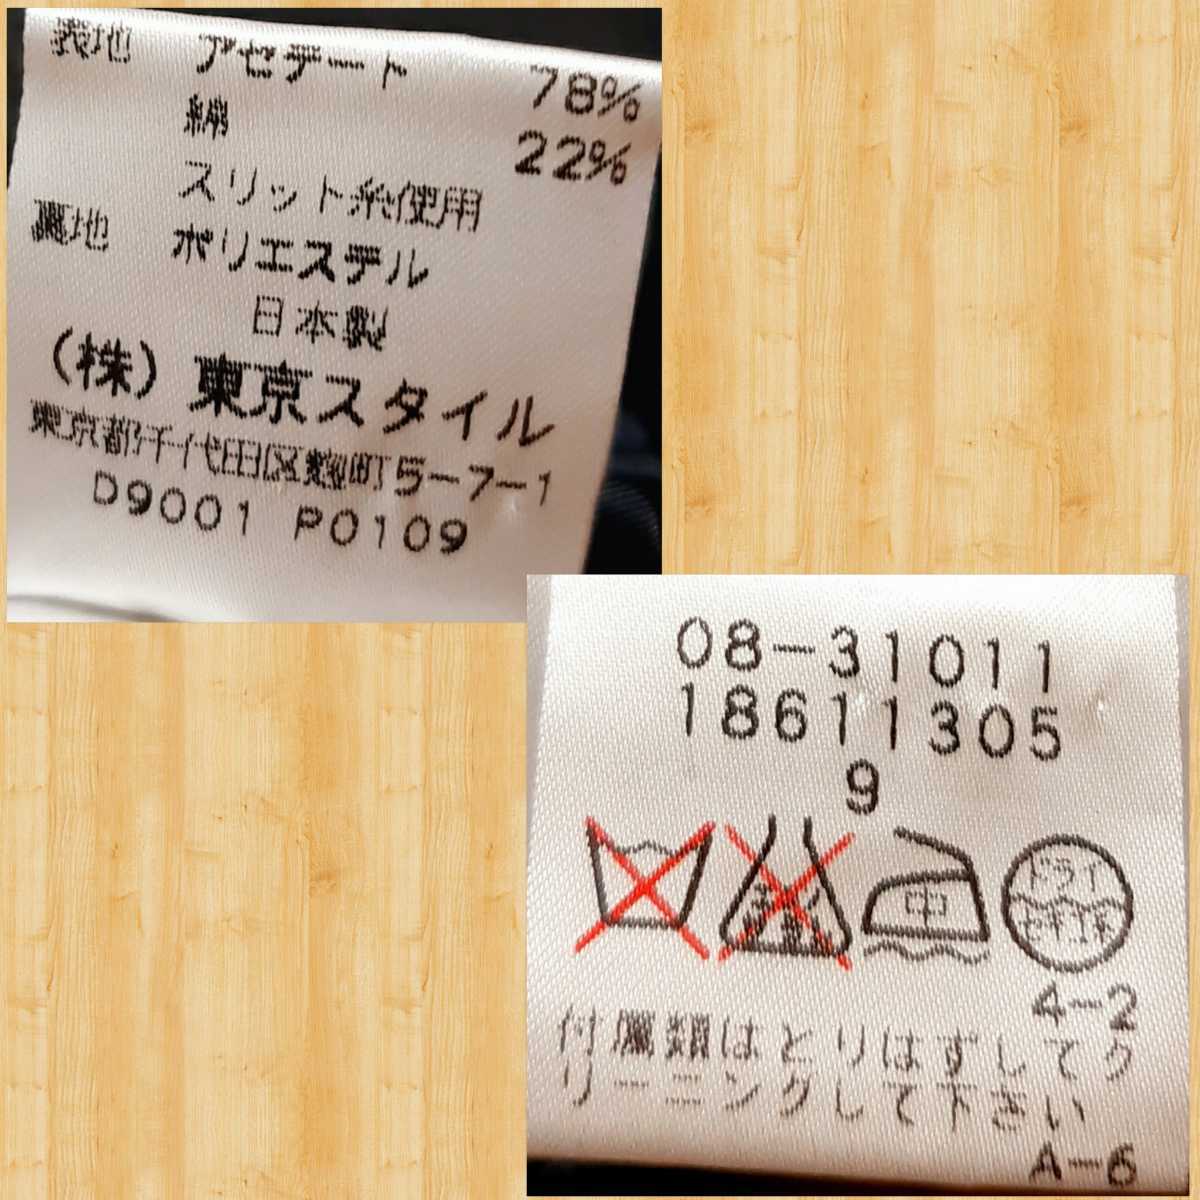 表地 アセテート 78%
綿 22%
スリット糸使用
裏地 ポリエステル
日本製
(株)東京スタイル
東京都千代田区麹町5-7-1
D9001 P0109
08-31011
18611305
9
中
ドライ
セキユ系
4-2
付属類はとりはずしてク
リーニングして下さい
A-6